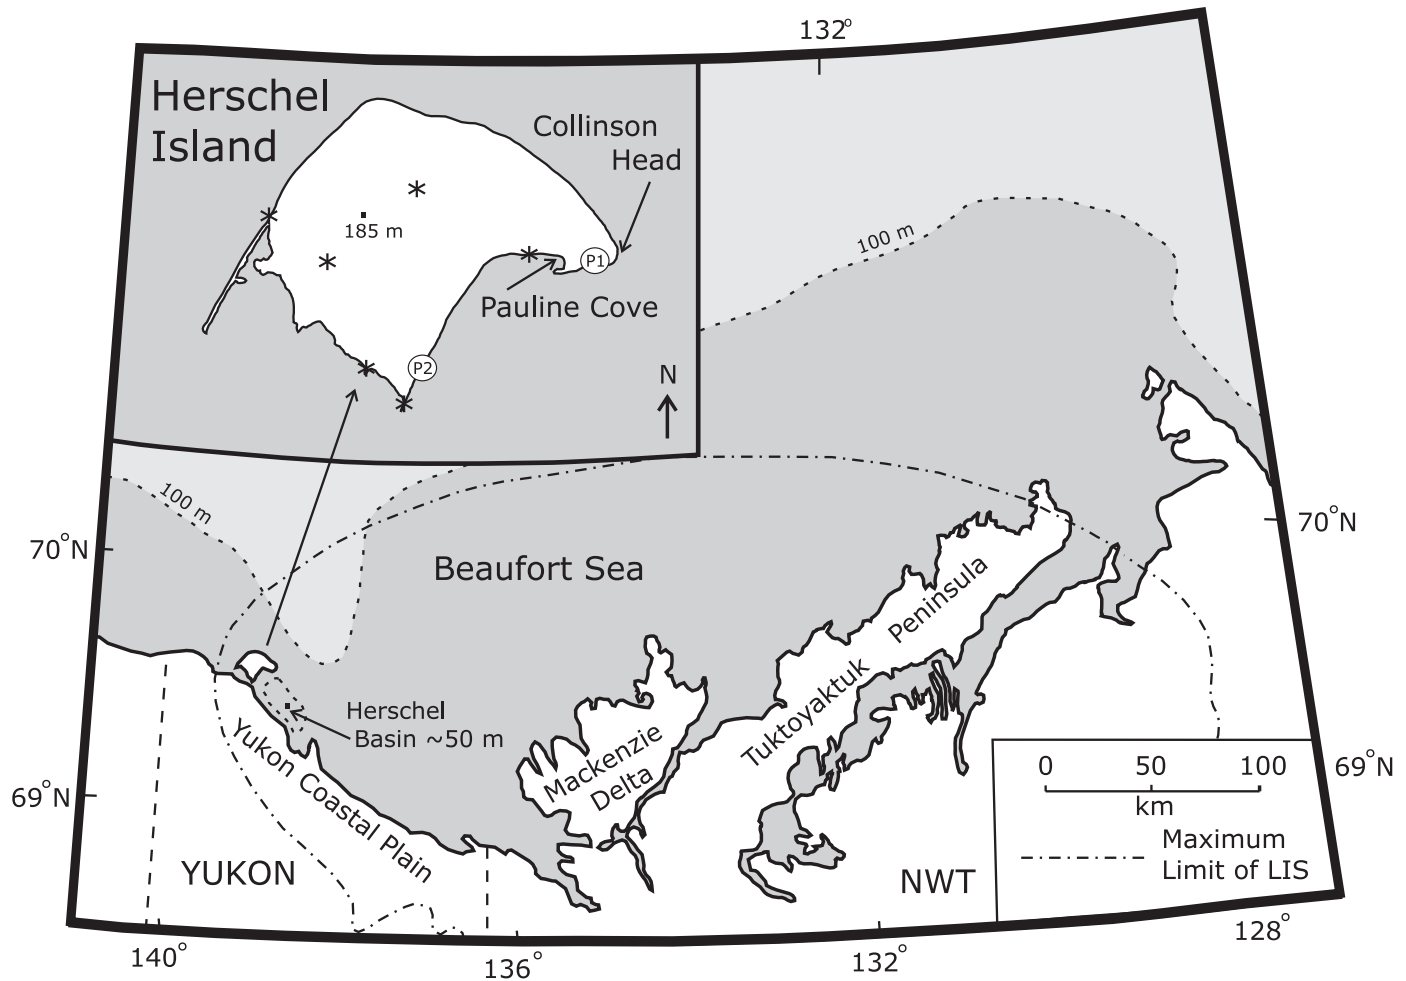 132°
Herschel
Island
Collinson
Head
185 m
P1
Pauline Cove
P2
N
100 m
100 m
70°N
70°N
Beaufort Sea
Peninsula
Tuktoyaktuk
Herschel
Basin ~50 m
Mackenzie
Delta
Yukon Coastal Plain
69°N
69°N
0 50 100
km
Maximum
Limit of LIS
YUKON
NWT
140°
136°
132°
128°